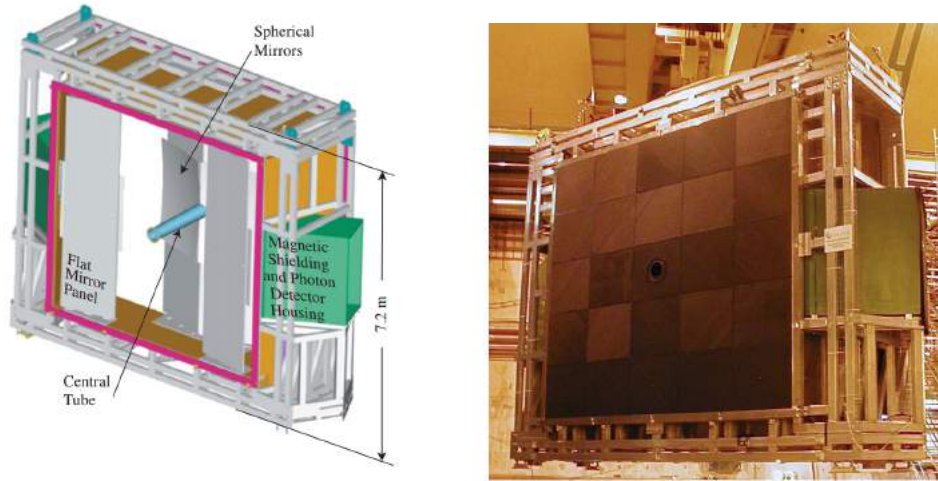 Spherical
Mirrors
Flat
Mirror
Panel
Magnetic
Shielding
and Photon
Detector
Housing
7.2 m
Central
Tube